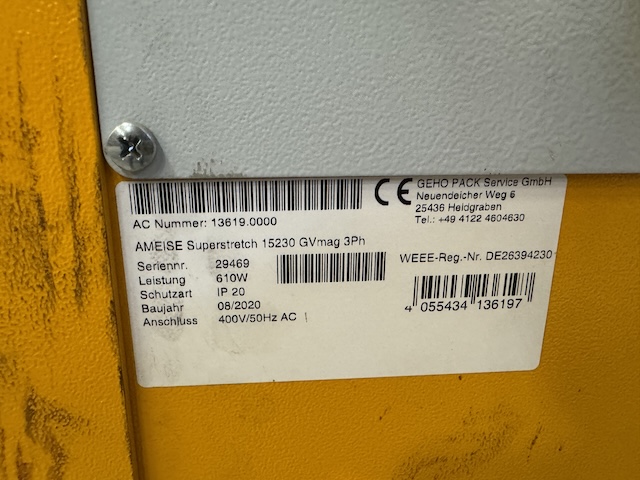 CE GEHO PACK Service GmbH
Neuendeicher Weg 6
25436 Heidgraben
Tel.: +49 4122 4604630
AC Nummer: 13619.0000
AMEISE Superstretch 15230 GVmag 3Ph
Seriennr. 29469
WEEE-Reg.-Nr. DE26394230
Leistung 610W
Schutzart IP 20
Baujahr 08/2020
Anschluss 400V/50Hz AC
4 055434 136197